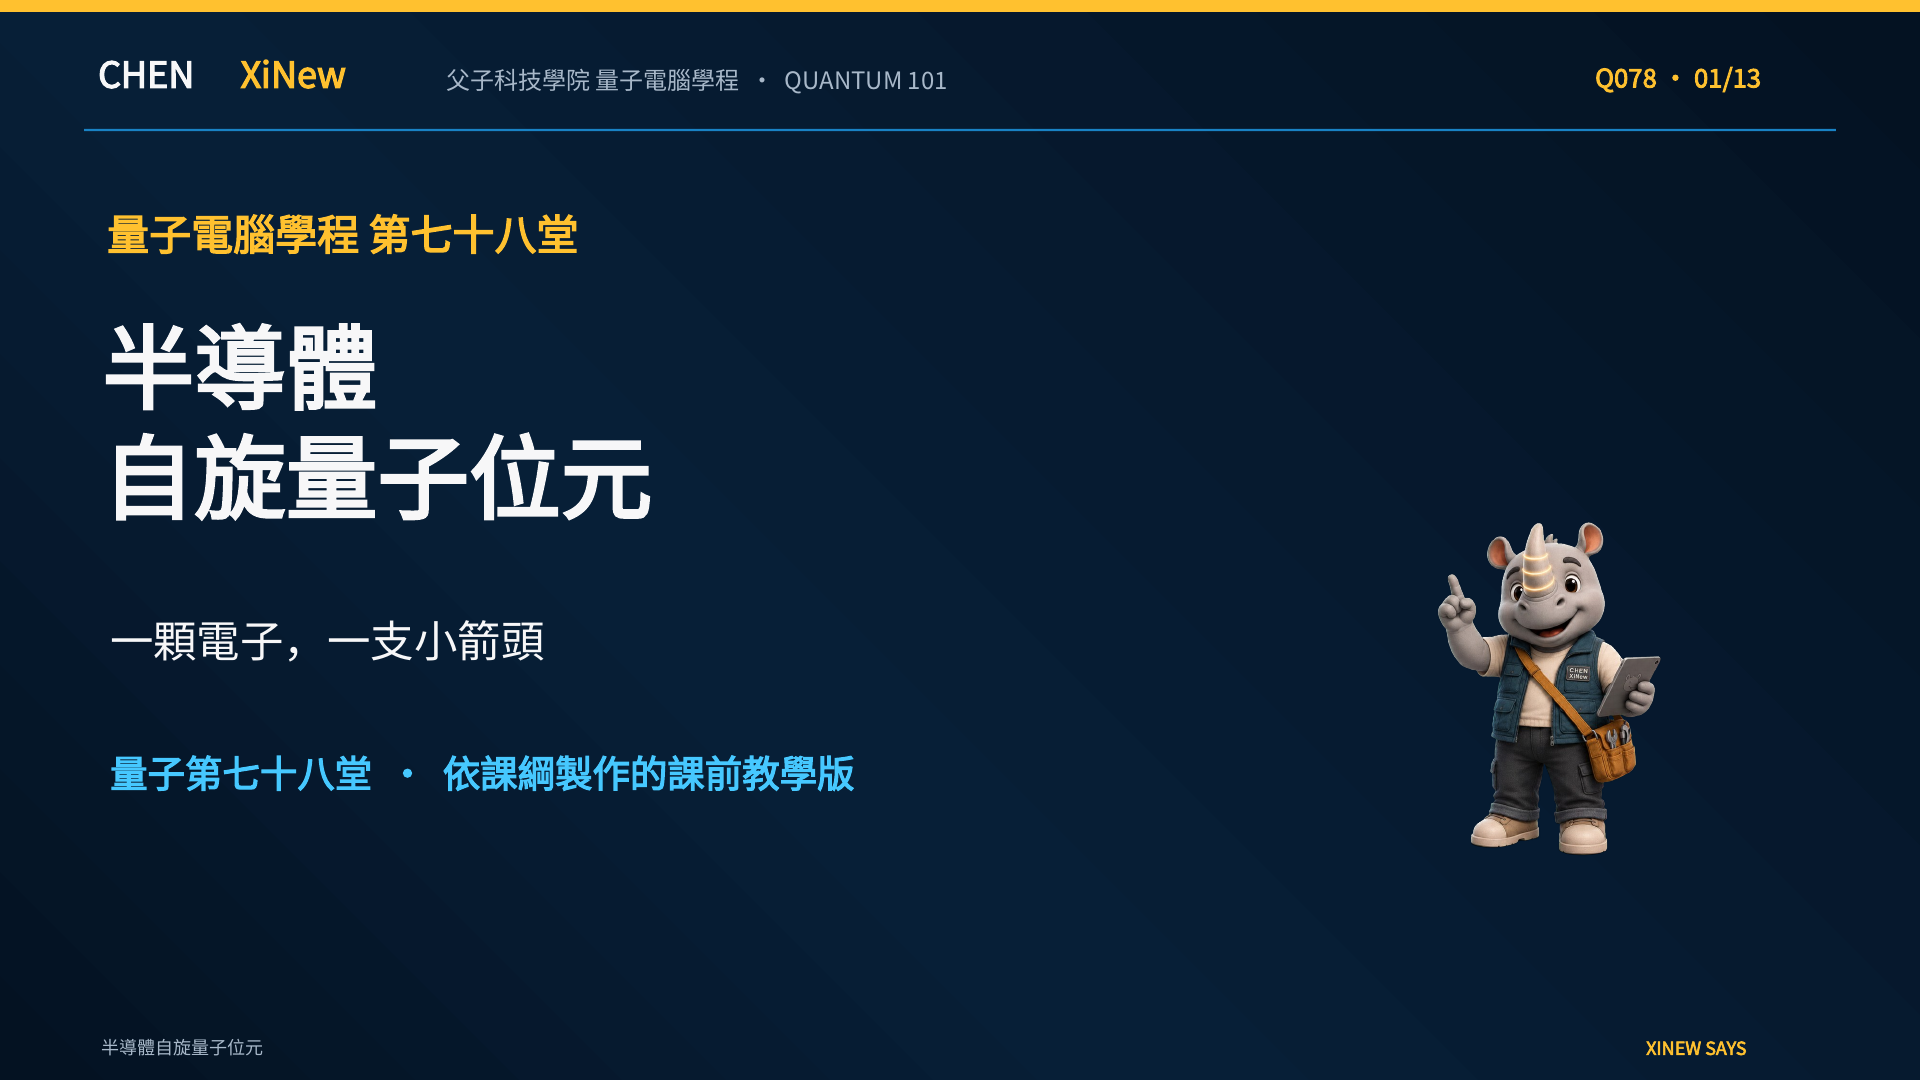 CHEN XiNew 父子科技學院 量子電腦學程 · QUANTUM 101 Q078 · 01/13
量子電腦學程 第七十八堂
半導體
自旋量子位元
一顆電子，一支小箭頭
CHEN
XiNew
量子第七十八堂 · 依課綱製作的課前教學版
半導體自旋量子位元 XINEW SAYS